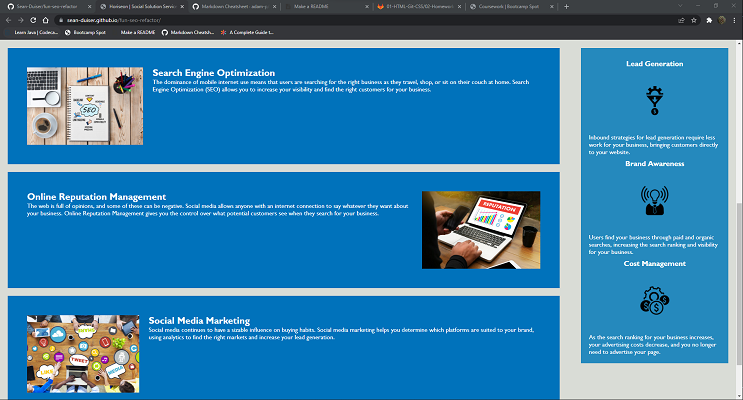 Sean-Duiser/fun-seo-refactor
Horiseon | Social Solution Servic
Markdown Cheatsheet · adam-p
Make a README
01-HTML-Git-CSS/02-Homework
Coursework | Bootcamp Spot
sean-duiser.github.io/fun-seo-refactor/
Learn Java | Codeca...
Bootcamp Spot
Make a README
Markdown Cheatsh...
A Complete Guide t...
Search Engine Optimization
The dominance of mobile internet use means that users are searching for the right business as they travel, shop, or sit on their couch at home. Search
Engine Optimization (SEO) allows you to increase your visibility and find the right customers for your business.
SEO
Online Reputation Management
The web is full of opinions, and some of these can be negative. Social media allows anyone with an internet connection to say whatever they want about
your business. Online Reputation Management gives you the control over what potential customers see when they search for your business.
REPUTATION
Social Media Marketing
Social media continues to have a sizable influence on buying habits. Social media marketing helps you determine which platforms are suited to your brand,
using analytics to find the right markets and increase your lead generation.
TWEET
LIKE
MEDIA
Lead Generation
Inbound strategies for lead generation require less
work for your business, bringing customers directly
to your website.
Brand Awareness
Users find your business through paid and organic
searches, increasing the search ranking and visibility
for your business.
Cost Management
As the search ranking for your business increases,
your advertising costs decrease, and you no longer
need to advertise your page.